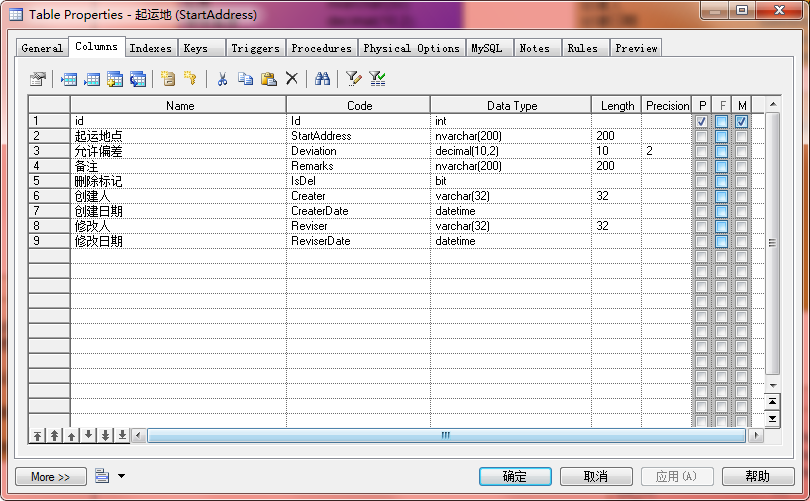 Table Properties - 起运地 (StartAddress)
General Columns Indexes Keys Triggers Procedures Physical Options MySQL Notes Rules Preview
Name Code Data Type Length Precision P F M
1 id Id int
2 起运地点 StartAddress nvarchar(200) 200
3 允许偏差 Deviation decimal(10,2) 10 2
4 备注 Remarks nvarchar(200) 200
5 删除标记 IsDel bit
6 创建人 Creater varchar(32) 32
7 创建日期 CreaterDate datetime
8 修改人 Reviser varchar(32) 32
9 修改日期 ReviserDate datetime
More >> 确定 取消 应用(A) 帮助